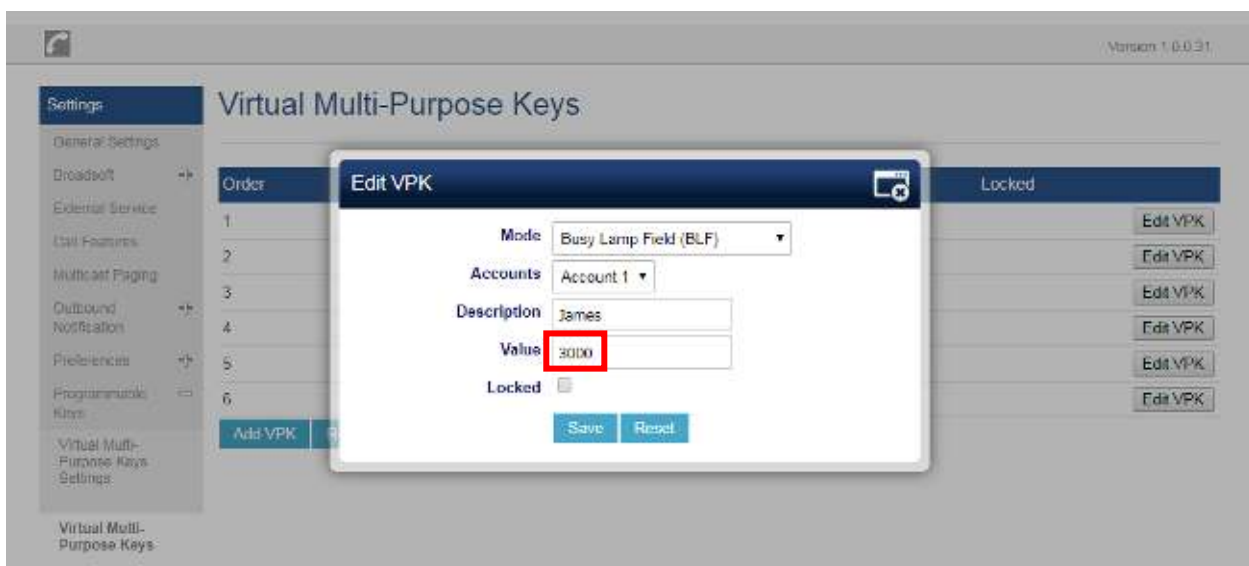 Version 1.0.0.31
Settings
Virtual Multi-Purpose Keys
General Settings
Broadsoft
External Service
Call Features
Multicast Paging
Outbound
Notification
Preferences
Programmable
Keys
Virtual Multi-
Purpose Keys
Settings
Virtual Multi-
Purpose Keys
Order Locked
1 Edit VPK
2 Edit VPK
3 Edit VPK
4 Edit VPK
5 Edit VPK
6 Edit VPK
Add VPK
Edit VPK
Mode Busy Lamp Field (BLF)
Accounts Account 1
Description James
Value 3000
Locked
Save Reset